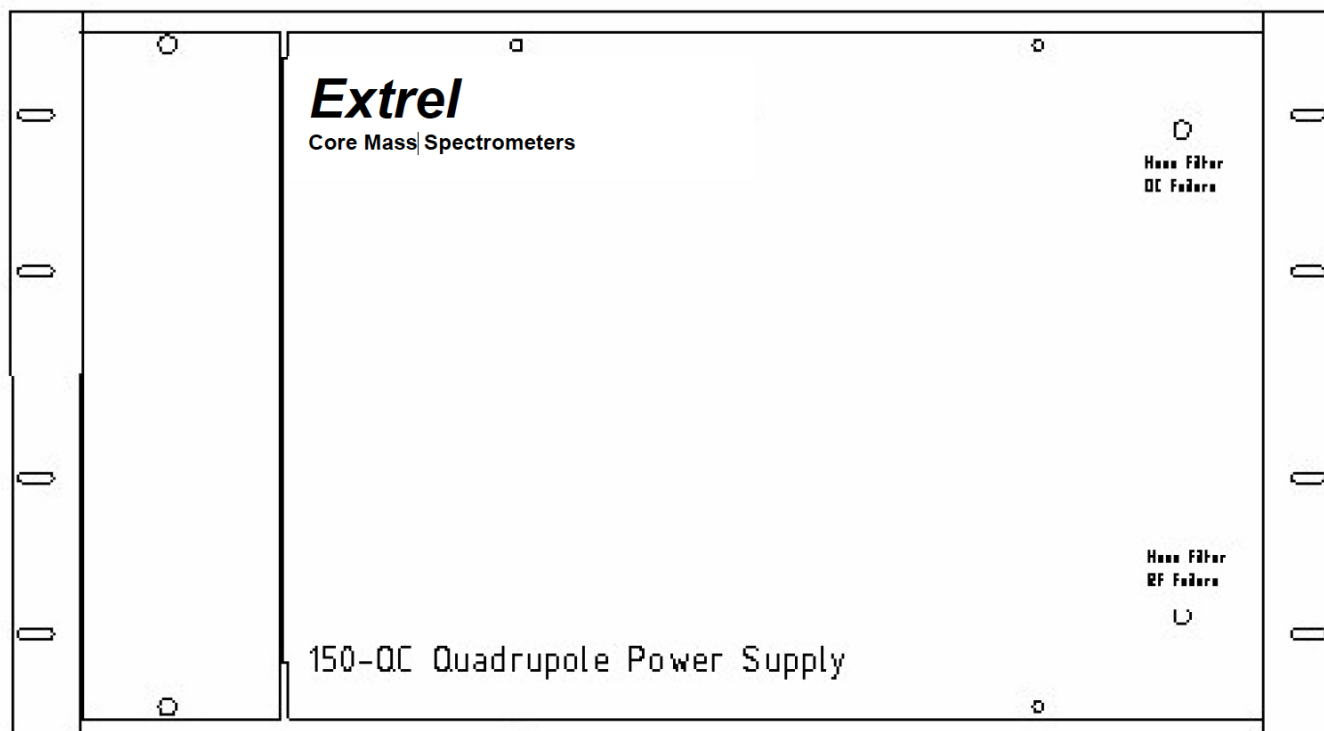 Extrel
Core Mass Spectrometers
Mass Filter
DC Failure
Mass Filter
RF Failure
150-QC Quadrupole Power Supply